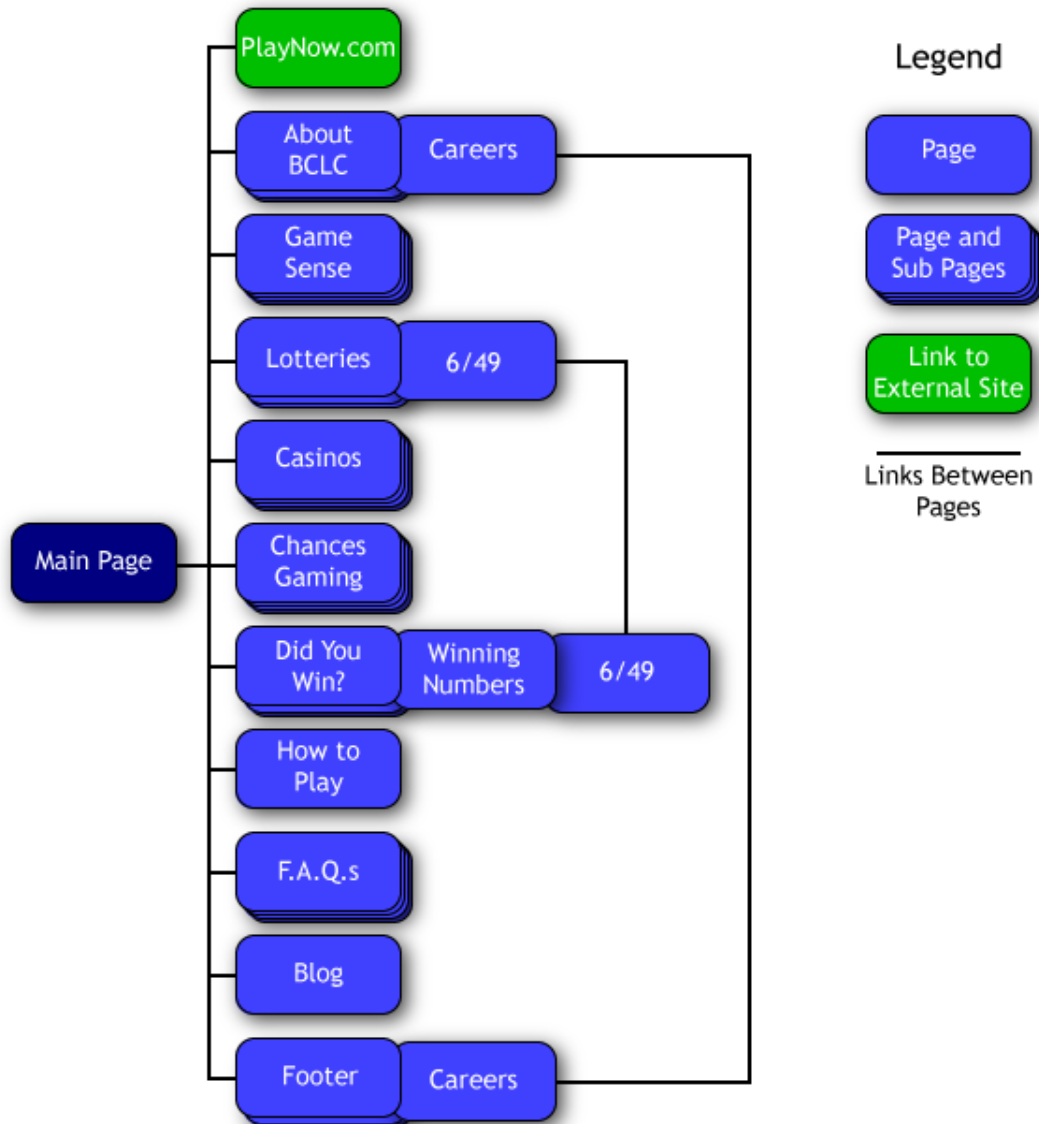 PlayNow.com
About
BCLC
Careers
Game
Sense
Lotteries
6/49
Casinos
Main Page
Chances
Gaming
Did You
Win?
Winning
Numbers
6/49
How to
Play
F.A.Q.s
Blog
Footer
Careers
Legend
Page
Page and
Sub Pages
Link to
External Site
Links Between
Pages